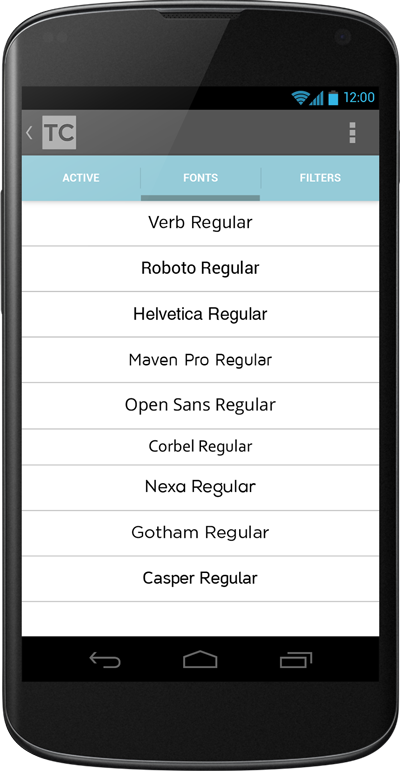 12:00
TC
ACTIVE FONTS FILTERS
Verb Regular
Roboto Regular
Helvetica Regular
Maven Pro Regular
Open Sans Regular
Corbel Regular
Nexa Regular
Gotham Regular
Casper Regular